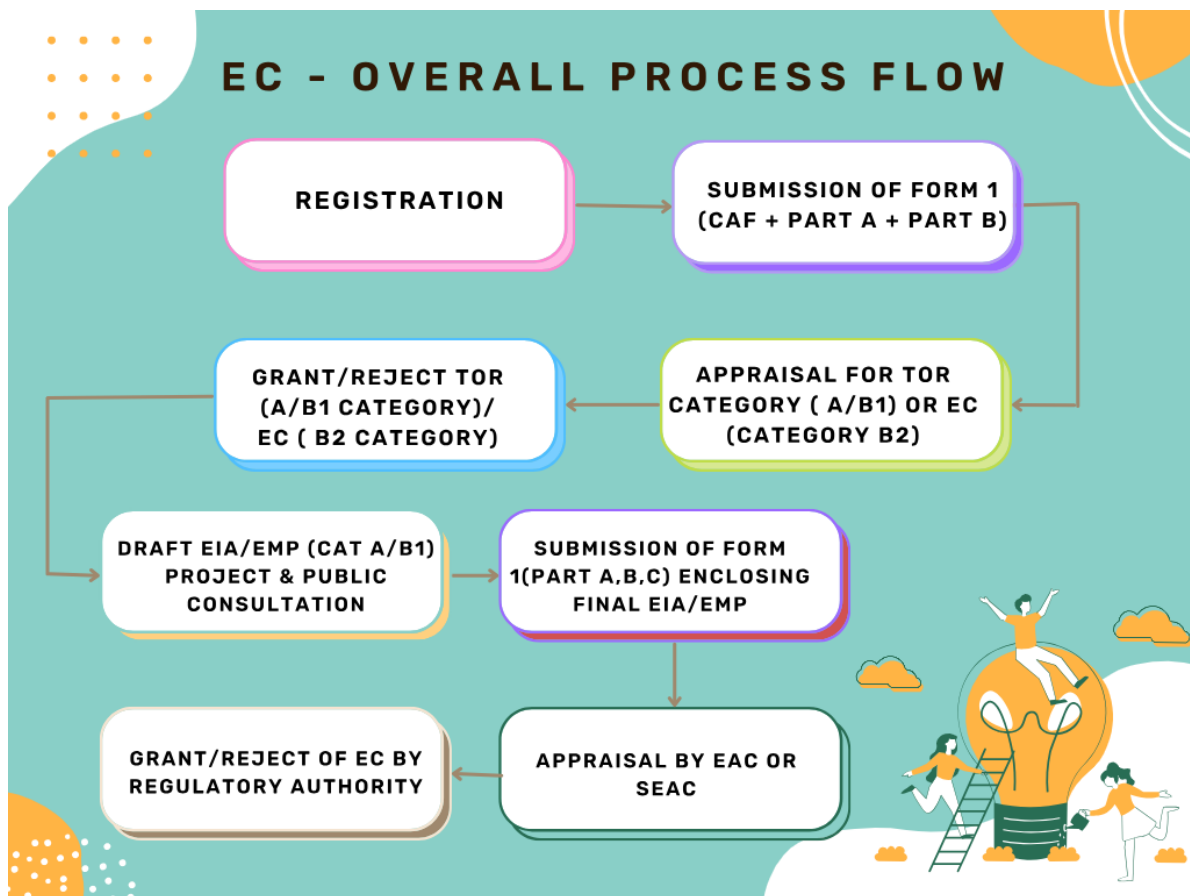 EC - OVERALL PROCESS FLOW
REGISTRATION
SUBMISSION OF FORM 1
(CAF + PART A + PART B)
APPRAISAL FOR TOR
CATEGORY ( A/B1) OR EC
(CATEGORY B2)
GRANT/REJECT TOR
(A/B1 CATEGORY)/
EC ( B2 CATEGORY)
DRAFT EIA/EMP (CAT A/B1)
PROJECT & PUBLIC
CONSULTATION
SUBMISSION OF FORM
1(PART A,B,C) ENCLOSING
FINAL EIA/EMP
APPRAISAL BY EAC OR
SEAC
GRANT/REJECT OF EC BY
REGULATORY AUTHORITY